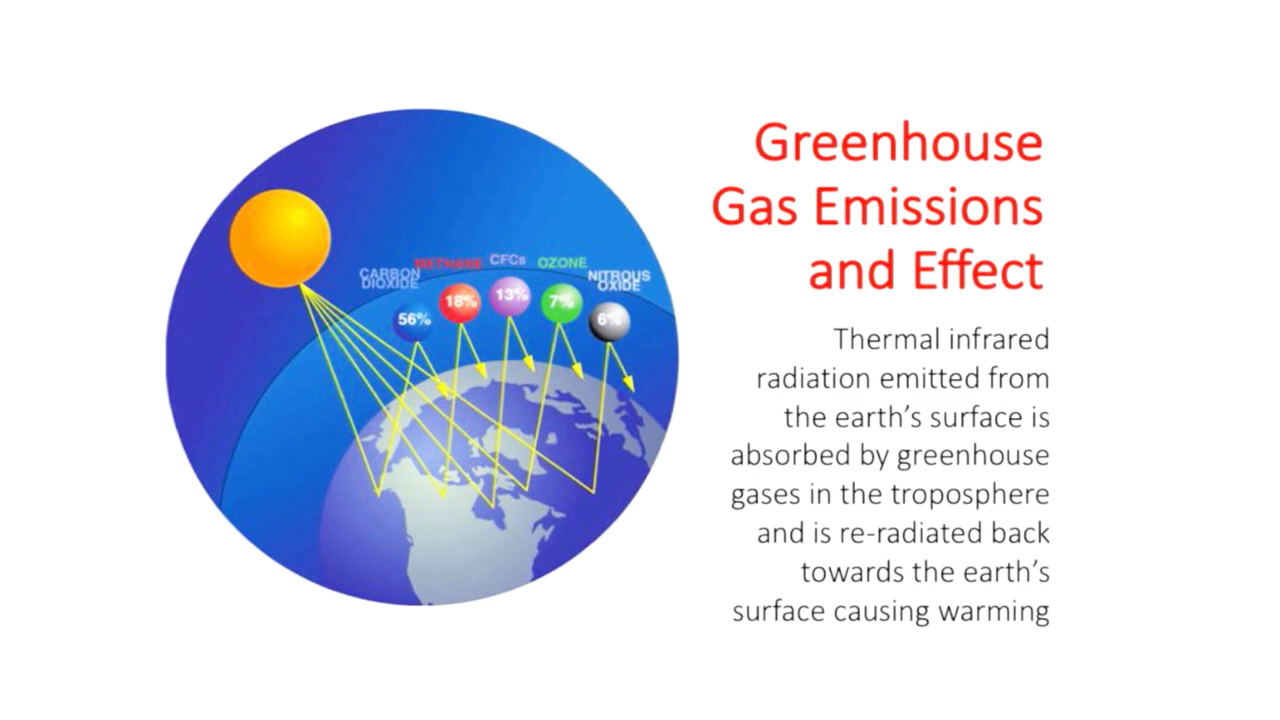 Greenhouse
Gas Emissions
and Effect
Thermal infrared
radiation emitted from
the earth’s surface is
absorbed by greenhouse
gases in the troposphere
and is re-radiated back
towards the earth’s
surface causing warming
CARBON
DIOXIDE
METHANE
CFCs
OZONE
NITROUS
OXIDE
56%
18%
13%
7%
6%